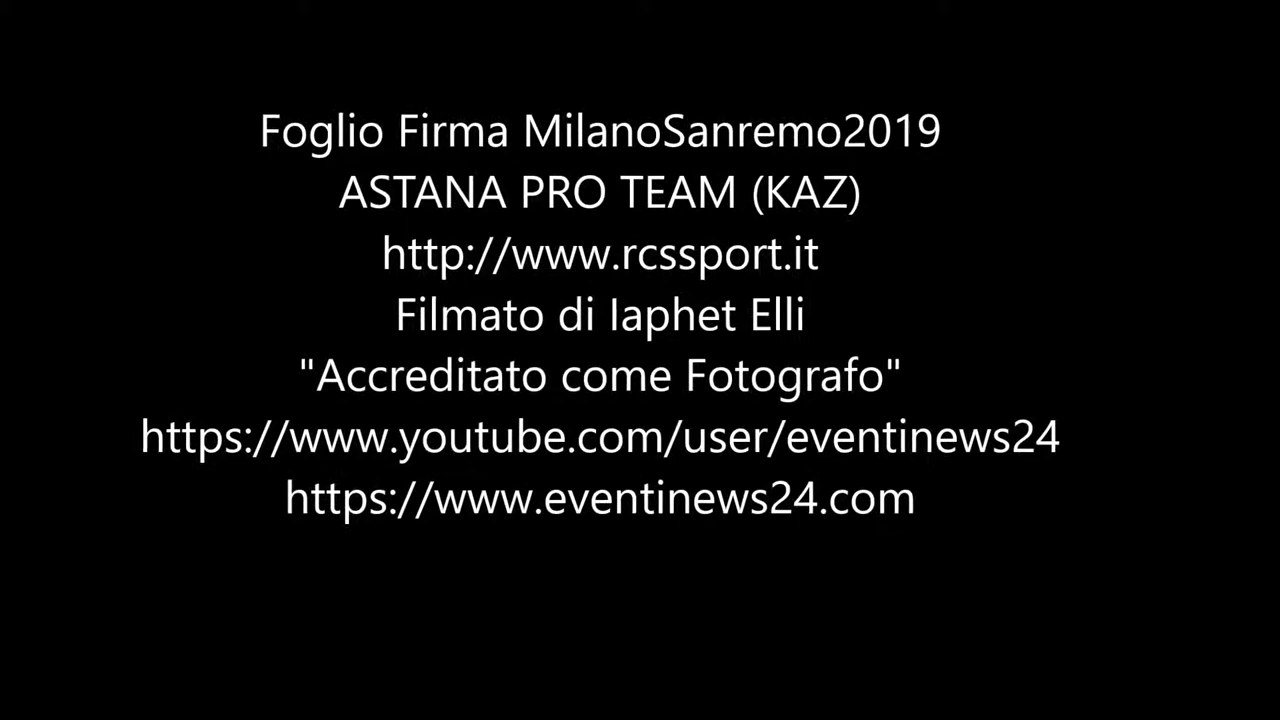 Foglio Firma MilanoSanremo2019
ASTANA PRO TEAM (KAZ)
http://www.rcssport.it
Filmato di Iaphet Elli
"Accreditato come Fotografo"
https://www.youtube.com/user/eventinews24
https://www.eventinews24.com